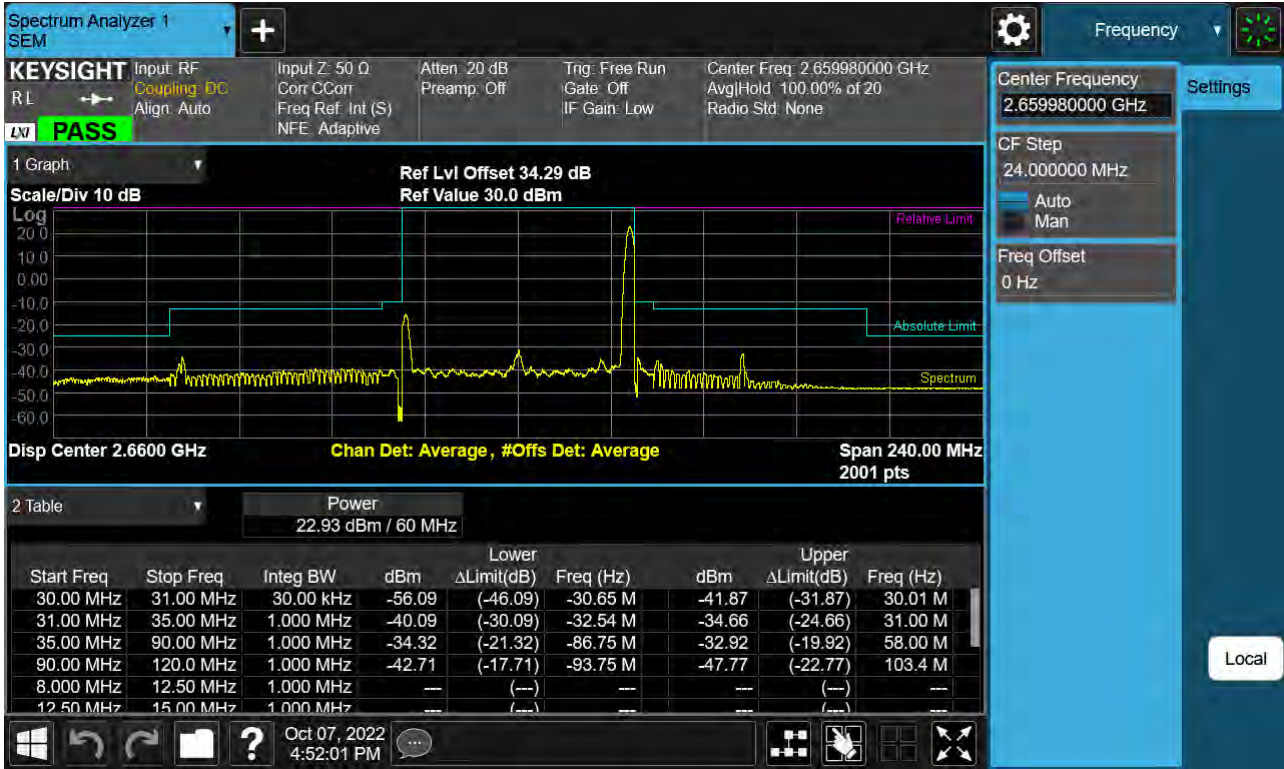 Spectrum Analyzer 1
SEM
+
Frequency
KEYSIGHT
Input: RF
Input Z: 50 Ω
Atten: 20 dB
Trig: Free Run
Center Freq: 2.659980000 GHz
R L
Coupling: DC
Corr CCorr
Preamp: Off
Gate: Off
Avg|Hold: 100.00% of 20
Align: Auto
Freq Ref: Int (S)
IF Gain: Low
Radio Std: None
LXI
PASS
NFE: Adaptive
Center Frequency
2.659980000 GHz
Settings
CF Step
24.000000 MHz
Auto
Man
Freq Offset
0 Hz
1 Graph
Ref Lvl Offset 34.29 dB
Scale/Div 10 dB
Ref Value 30.0 dBm
Log
Relative Limit
20.0
10.0
0.00
-10.0
-20.0
Absolute Limit
-30.0
-40.0
Spectrum
-50.0
-60.0
Disp Center 2.6600 GHz
Chan Det: Average , #Offs Det: Average
Span 240.00 MHz
2001 pts
2 Table
Power
22.93 dBm / 60 MHz
Lower Upper
Start Freq Stop Freq Integ BW dBm ΔLimit(dB) Freq (Hz) dBm ΔLimit(dB) Freq (Hz)
30.00 MHz 31.00 MHz 30.00 kHz -56.09 (-46.09) -30.65 M -41.87 (-31.87) 30.01 M
31.00 MHz 35.00 MHz 1.000 MHz -40.09 (-30.09) -32.54 M -34.66 (-24.66) 31.00 M
35.00 MHz 90.00 MHz 1.000 MHz -34.32 (-21.32) -86.75 M -32.92 (-19.92) 58.00 M
90.00 MHz 120.0 MHz 1.000 MHz -42.71 (-17.71) -93.75 M -47.77 (-22.77) 103.4 M
8.000 MHz 12.50 MHz 1.000 MHz --- (---) --- --- (---) ---
12.50 MHz 15.00 MHz 1.000 MHz --- (---) --- --- (---) ---
Local
?
Oct 07, 2022
4:52:01 PM